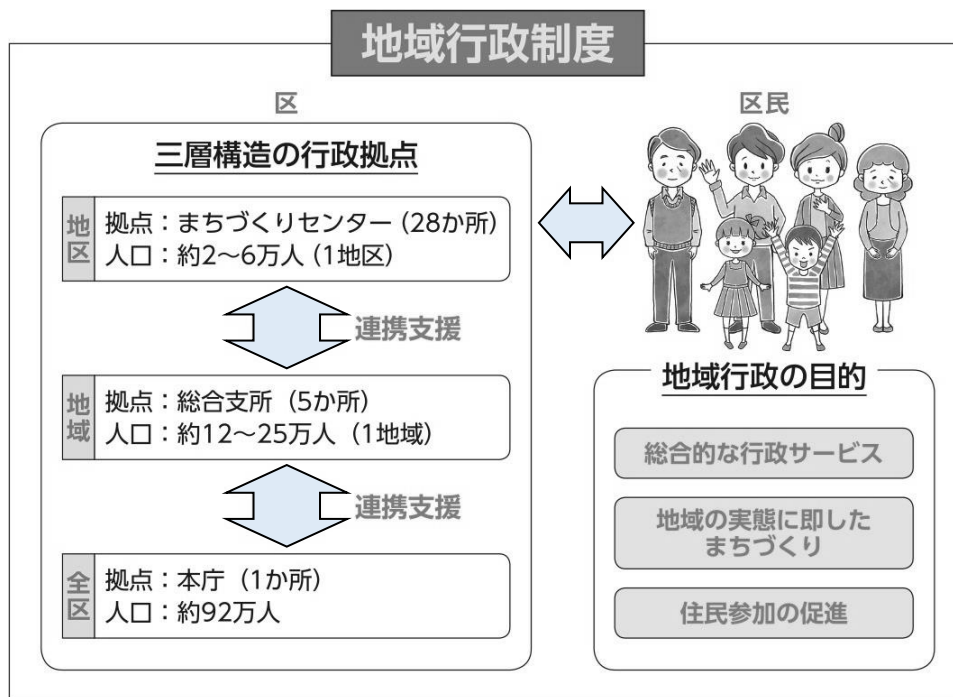 地域行政制度
区
三層構造の行政拠点
地区
拠点：まちづくりセンター（28か所）
人口：約2～6万人（1地区）
連携支援
地域
拠点：総合支所（5か所）
人口：約12～25万人（1地域）
連携支援
全区
拠点：本庁（1か所）
人口：約92万人
区民
地域行政の目的
総合的な行政サービス
地域の実態に即した
まちづくり
住民参加の促進